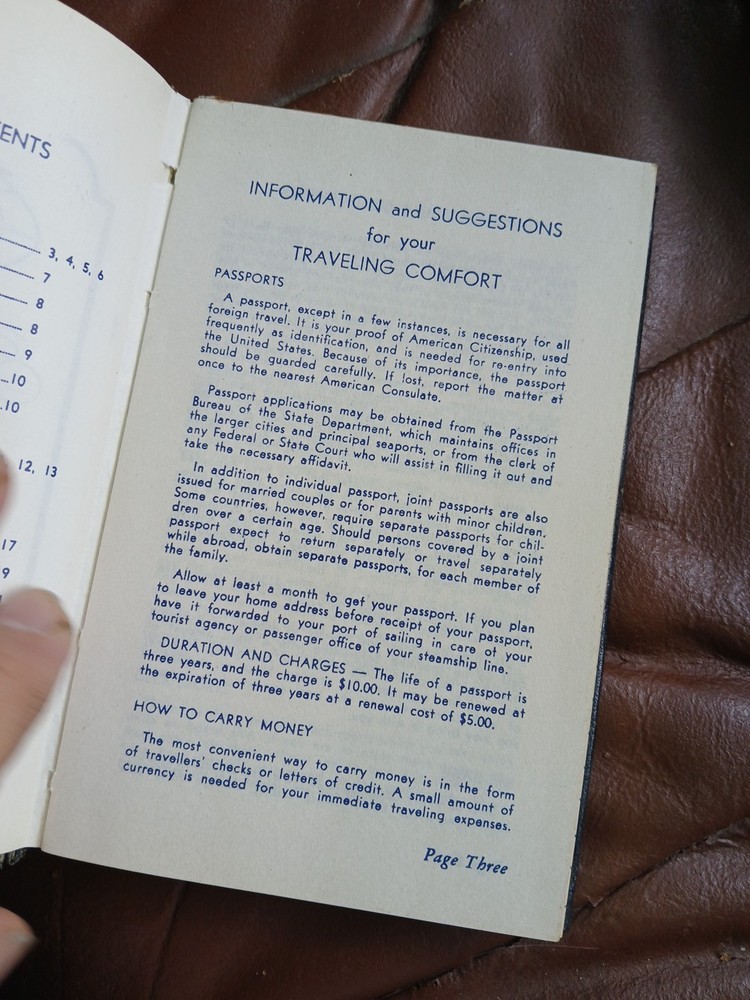 ENTS
3, 4, 5, 6
7
8
8
9
10
10
12, 13
17
9
INFORMATION and SUGGESTIONS
for your
TRAVELING COMFORT
PASSPORTS
A passport, except in a few instances, is necessary for all
foreign travel. It is your proof of American Citizenship, used
frequently as identification, and is needed for re-entry into
the United States. Because of its importance, the passport
should be guarded carefully. If lost, report the matter at
once to the nearest American Consulate.
Passport applications may be obtained from the Passport
Bureau of the State Department, which maintains offices in
the larger cities and principal seaports, or from the clerk of
any Federal or State Court who will assist in filling it out and
take the necessary affidavit.
In addition to individual passport, joint passports are also
issued for married couples or for parents with minor children.
Some countries, however, require separate passports for chil-
dren over a certain age. Should persons covered by a joint
passport expect to return separately or travel separately
while abroad, obtain separate passports, for each member of
the family.
Allow at least a month to get your passport. If you plan
to leave your home address before receipt of your passport,
have it forwarded to your port of sailing in care of your
tourist agency or passenger office of your steamship line.
DURATION AND CHARGES — The life of a passport is
three years, and the charge is $10.00. It may be renewed at
the expiration of three years at a renewal cost of $5.00.
HOW TO CARRY MONEY
The most convenient way to carry money is in the form
of travellers' checks or letters of credit. A small amount of
currency is needed for your immediate traveling expenses.
Page Three